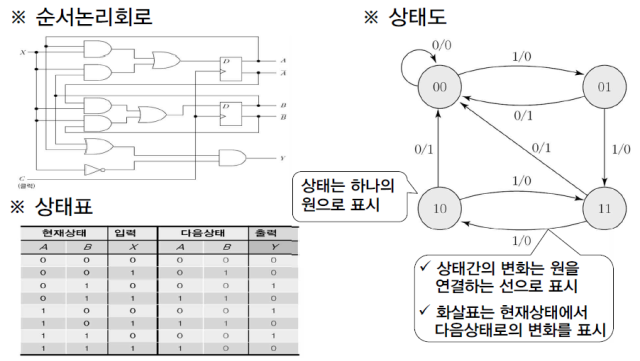 ※ 순서논리회로
X
D
A
A̅
D
B
B̅
Y
C
(클럭)
※ 상태표
현재상태 입력 다음상태 출력
A B X A B Y
0 0 0 0 0 0
0 0 1 0 1 0
0 1 0 0 0 1
0 1 1 1 1 0
1 0 0 0 0 1
1 0 1 1 1 0
1 1 0 0 0 1
1 1 1 1 0 0
※ 상태도
0/0
1/0
00
01
0/1
0/1
0/1
1/0
1/0
10
11
1/0
상태는 하나의
원으로 표시
✓ 상태간의 변화는 원을
연결하는 선으로 표시
✓ 화살표는 현재상태에서
다음상태로의 변화를 표시